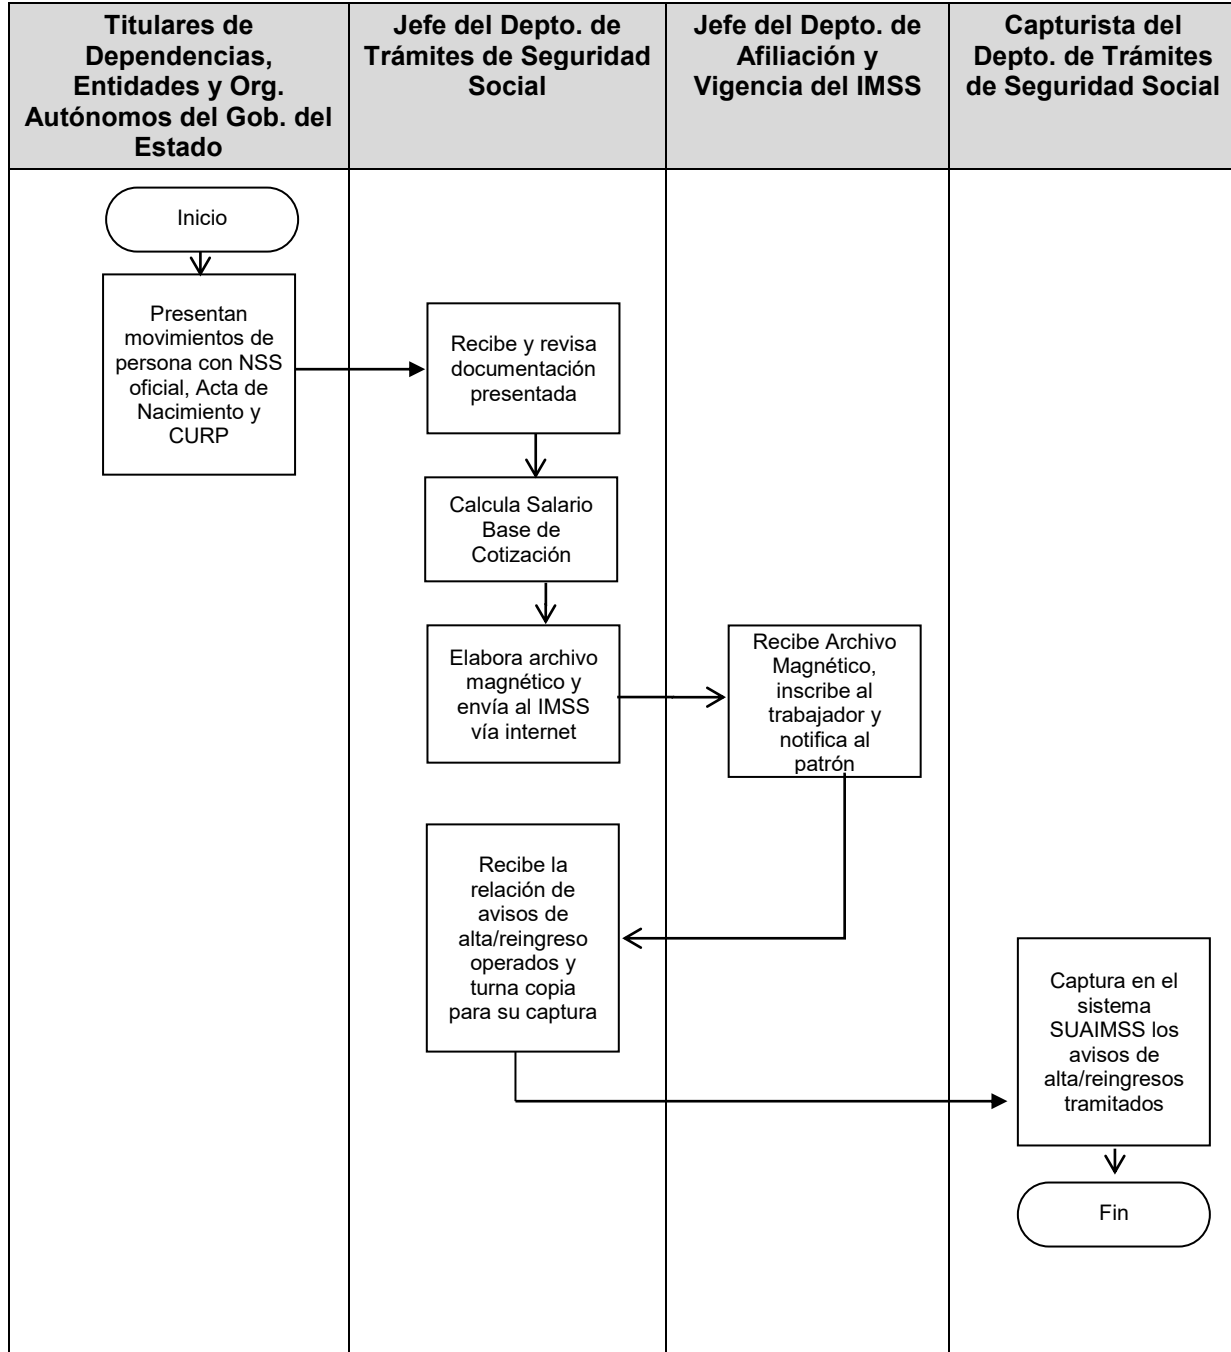 Titulares de
Dependencias,
Entidades y Org.
Autónomos del Gob. del
Estado
Jefe del Depto. de
Trámites de Seguridad
Social
Jefe del Depto. de
Afiliación y
Vigencia del IMSS
Capturista del
Depto. de Trámites
de Seguridad Social
Inicio
Presentan
movimientos de
persona con NSS
oficial, Acta de
Nacimiento y
CURP
Recibe y revisa
documentación
presentada
Calcula Salario
Base de
Cotización
Elabora archivo
magnético y
envía al IMSS
vía internet
Recibe Archivo
Magnético,
inscribe al
trabajador y
notifica al
patrón
Recibe la
relación de
avisos de
alta/reingreso
operados y
turna copia
para su captura
Captura en el
sistema
SUAIMSS los
avisos de
alta/reingresos
tramitados
Fin